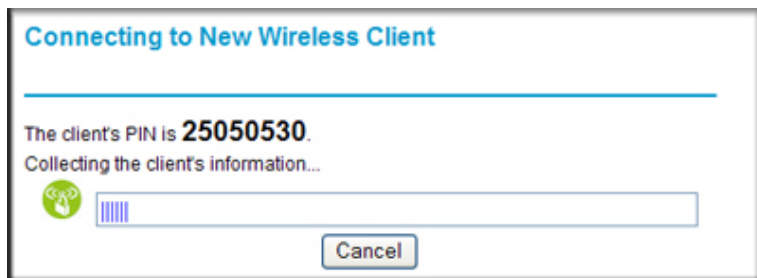 Connecting to New Wireless Client
The client's PIN is 25050530.
Collecting the client's information...
Cancel